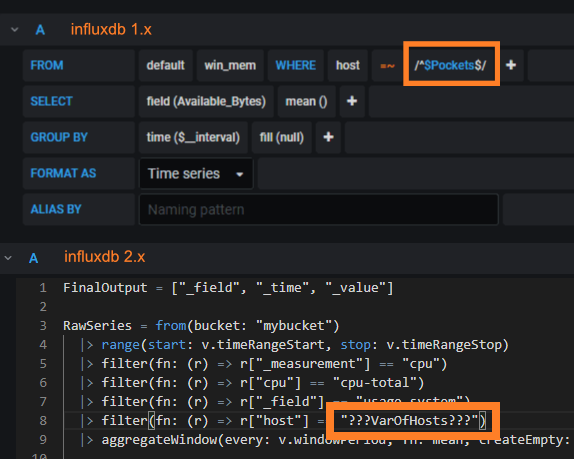 A influxdb 1.x
FROM default win_mem WHERE host =~ /^$Pockets$/ +
SELECT field (Available_Bytes) mean () +
GROUP BY time ($__interval) fill (null) +
FORMAT AS Time series
ALIAS BY Naming pattern
A influxdb 2.x
1 FinalOutput = ["_field", "_time", "_value"]
2
3 RawSeries = from(bucket: "mybucket")
4 |> range(start: v.timeRangeStart, stop: v.timeRangeStop)
5 |> filter(fn: (r) => r["_measurement"] == "cpu")
6 |> filter(fn: (r) => r["cpu"] == "cpu-total")
7 |> filter(fn: (r) => r["_field"] == "usage_system")
8 |> filter(fn: (r) => r["host"] = "???VarOfHosts???")
9 |> aggregateWindow(every: v.windowPeriod, fn: mean, createEmpty: